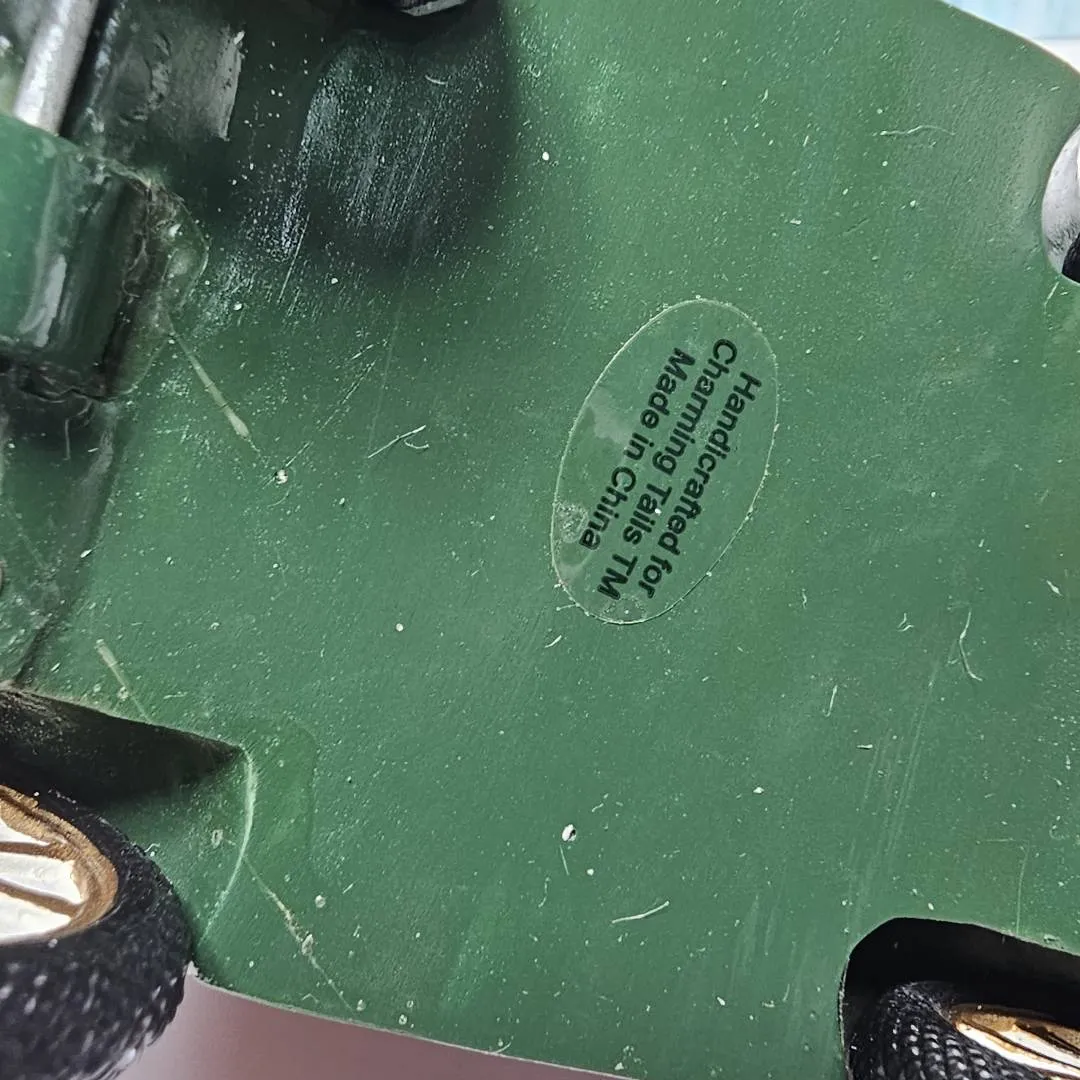 Handicrafted for
Charming Tails TM
Made in China